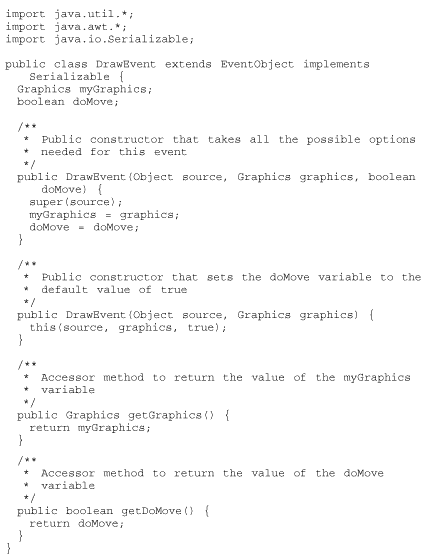 import java.util.*;
import java.awt.*;
import java.io.Serializable;

public class DrawEvent extends EventObject implements
    Serializable {
  Graphics myGraphics;
  boolean doMove;

  /**
   * Public constructor that takes all the possible options
   * needed for this event
   */
  public DrawEvent(Object source, Graphics graphics, boolean
      doMove) {
    super(source);
    myGraphics = graphics;
    doMove = doMove;
  }

  /**
   * Public constructor that sets the doMove variable to the
   * default value of true
   */
  public DrawEvent(Object source, Graphics graphics) {
    this(source, graphics, true);
  }

  /**
   * Accessor method to return the value of the myGraphics
   * variable
   */
  public Graphics getGraphics() {
    return myGraphics;
  }

  /**
   * Accessor method to return the value of the doMove
   * variable
   */
  public boolean getDoMove() {
    return doMove;
  }
}